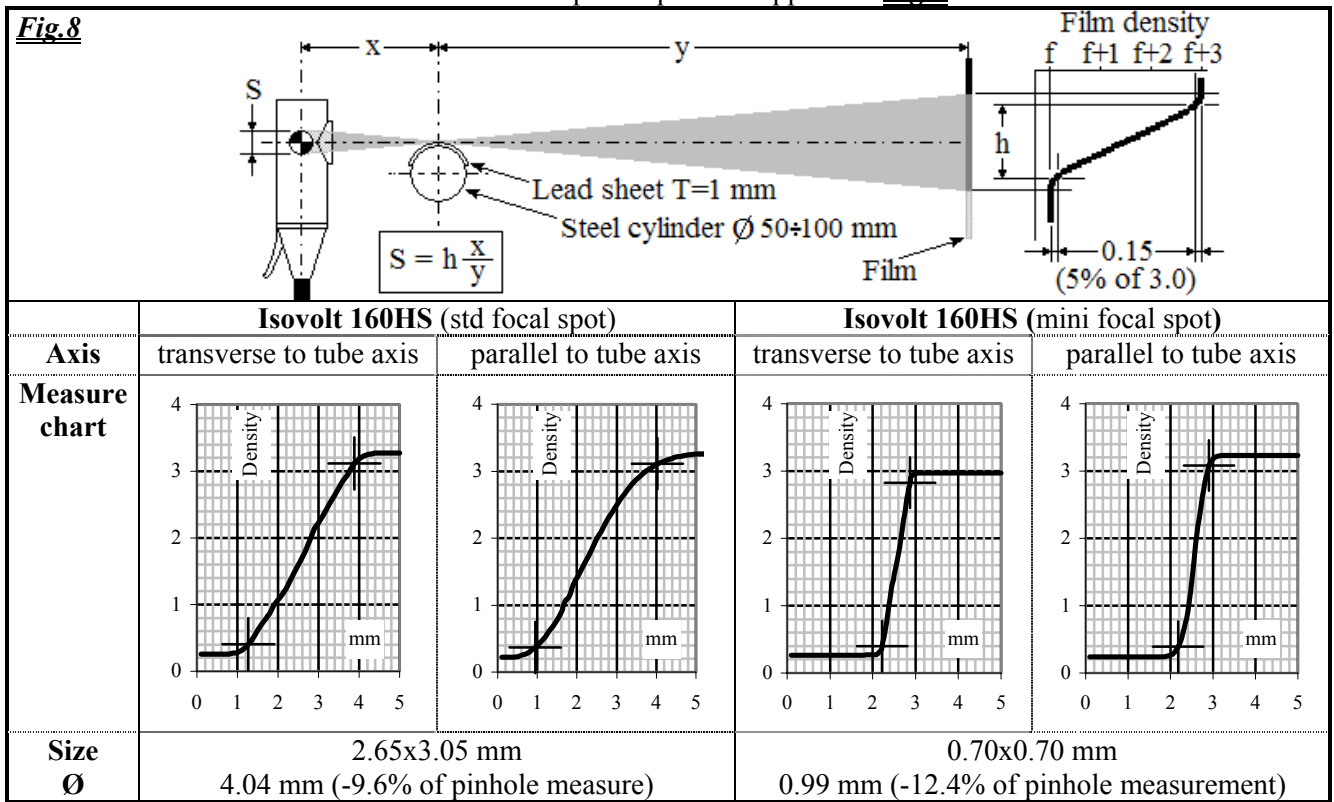 Fig.8
x
y
Film density
f f+1 f+2 f+3
S
h
Lead sheet T=1 mm
Steel cylinder Ø 50÷100 mm
S = h x/y
Film
0.15
(5% of 3.0)
Isovolt 160HS (std focal spot)
Isovolt 160HS (mini focal spot)
Axis
transverse to tube axis
parallel to tube axis
transverse to tube axis
parallel to tube axis
Measure
chart
4
3
2
1
0
Density
mm
0 1 2 3 4 5
4
3
2
1
0
Density
mm
0 1 2 3 4 5
4
3
2
1
0
Density
mm
0 1 2 3 4 5
4
3
2
1
0
Density
mm
0 1 2 3 4 5
Size
2.65x3.05 mm
0.70x0.70 mm
Ø
4.04 mm (-9.6% of pinhole measure)
0.99 mm (-12.4% of pinhole measurement)